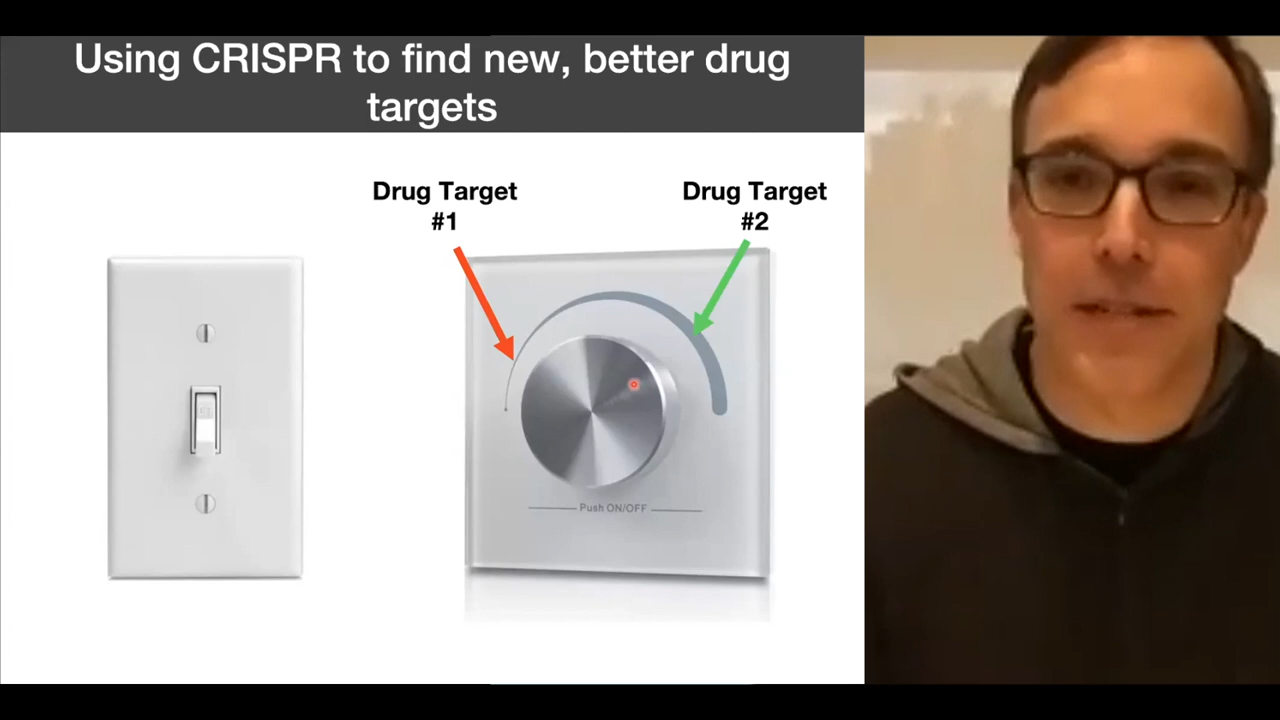 Using CRISPR to find new, better drug
targets
Drug Target
#1
Drug Target
#2
Push ON/OFF